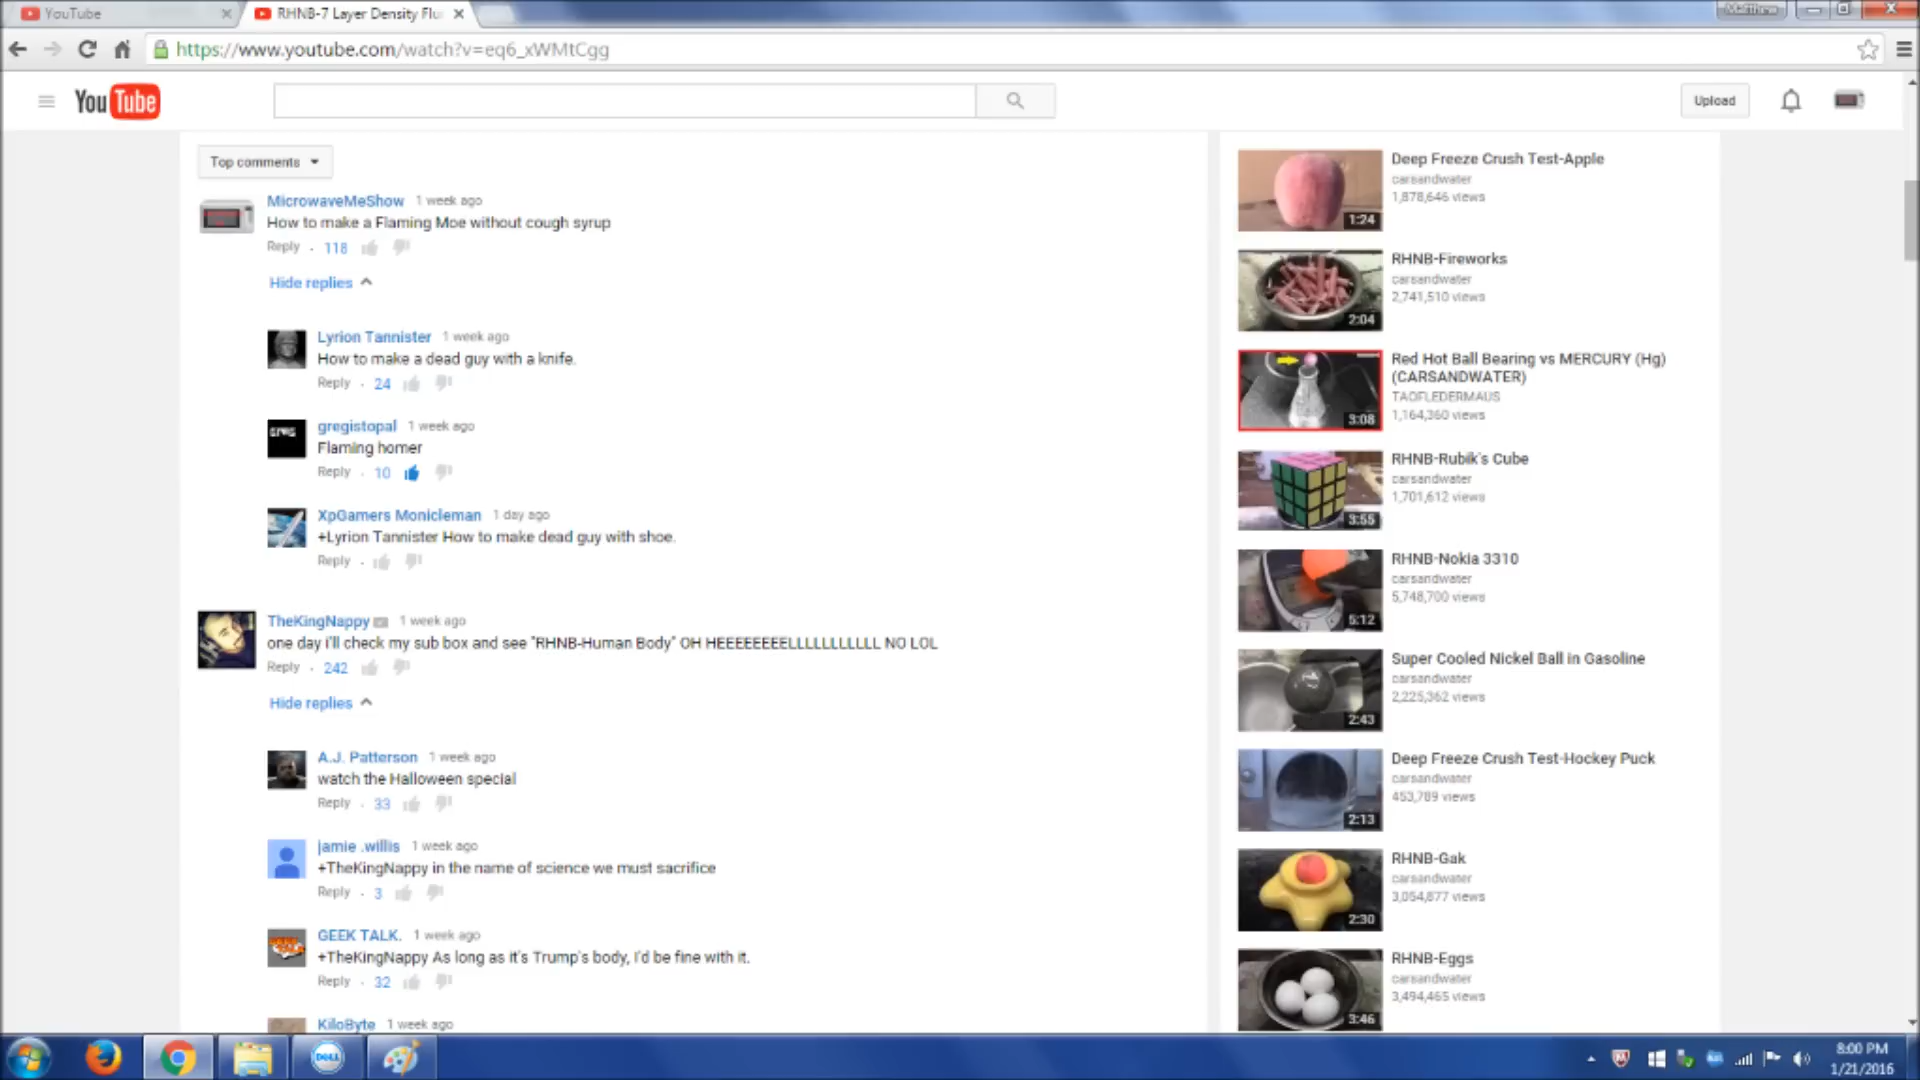 YouTube
RHNB-7 Layer Density Flu
Matthew
https://www.youtube.com/watch?v=eq6_xWMtCgg
YouTube
Upload
Top comments
MicrowaveMeShow 1 week ago
How to make a Flaming Moe without cough syrup
Reply · 118
Hide replies
Lyrion Tannister 1 week ago
How to make a dead guy with a knife.
Reply · 24
gregistopal 1 week ago
Flaming homer
Reply · 10
XpGamers Monicleman 1 day ago
+Lyrion Tannister How to make dead guy with shoe.
Reply ·
TheKingNappy 1 week ago
one day i'll check my sub box and see "RHNB-Human Body" OH HEEEEEEEELLLLLLLLLLL NO LOL
Reply · 242
Hide replies
A.J. Patterson 1 week ago
watch the Halloween special
Reply · 33
jamie .willis 1 week ago
+TheKingNappy in the name of science we must sacrifice
Reply · 3
GEEK TALK. 1 week ago
+TheKingNappy As long as it's Trump's body, I'd be fine with it.
Reply · 32
KiloByte 1 week ago
Deep Freeze Crush Test-Apple
carsandwater
1,878,646 views
1:24
RHNB-Fireworks
carsandwater
2,741,510 views
2:04
Red Hot Ball Bearing vs MERCURY (Hg)
(CARSANDWATER)
TAOFLEDERMAUS
1,164,360 views
3:08
RHNB-Rubik's Cube
carsandwater
1,701,612 views
3:55
RHNB-Nokia 3310
carsandwater
5,748,700 views
5:12
Super Cooled Nickel Ball in Gasoline
carsandwater
2,225,362 views
2:43
Deep Freeze Crush Test-Hockey Puck
carsandwater
453,789 views
2:13
RHNB-Gak
carsandwater
3,054,877 views
2:30
RHNB-Eggs
carsandwater
3,494,465 views
3:46
DELL
8:00 PM
1/21/2016